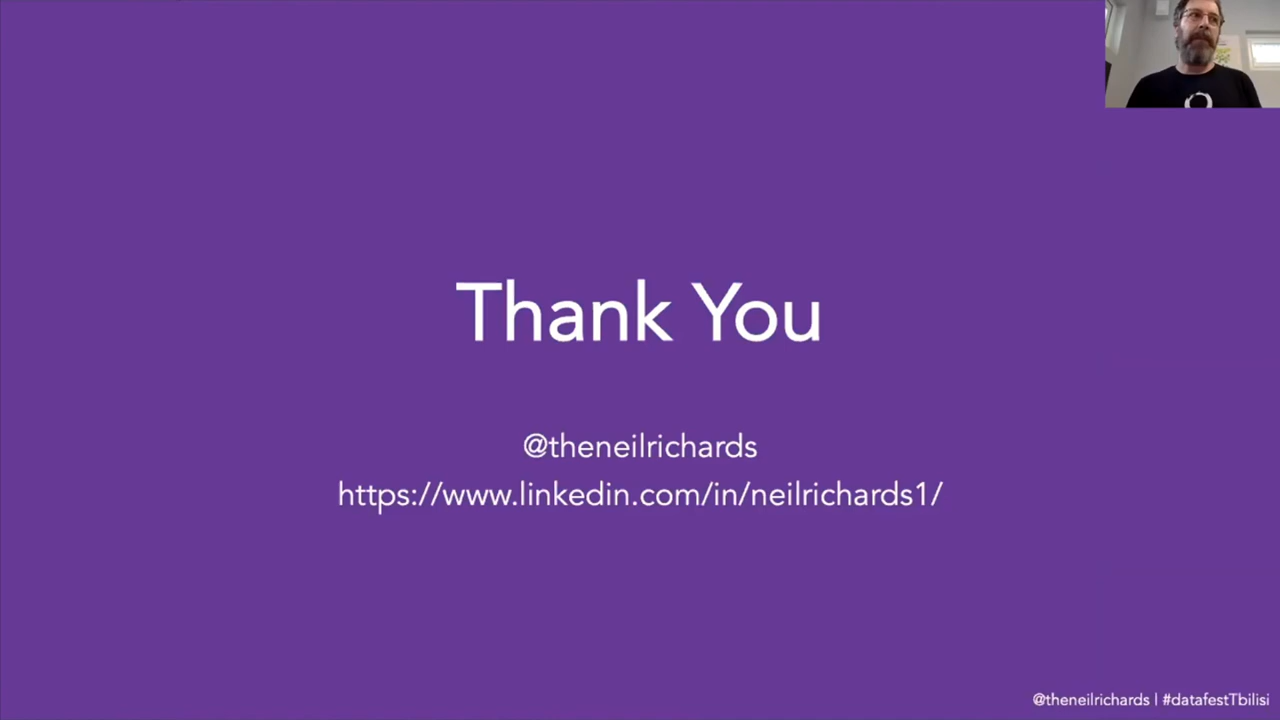 Thank You
@theneilrichards
https://www.linkedin.com/in/neilrichards1/
@theneilrichards | #datafestTbilisi